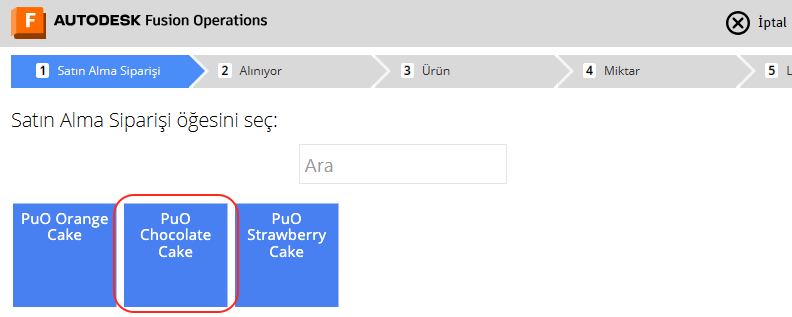 F AUTODESK Fusion Operations
İptal
1 Satın Alma Siparişi
2 Alınıyor
3 Ürün
4 Miktar
5 L
Satın Alma Siparişi öğesini seç:
Ara
PuO Orange
Cake
PuO
Chocolate
Cake
PuO
Strawberry
Cake